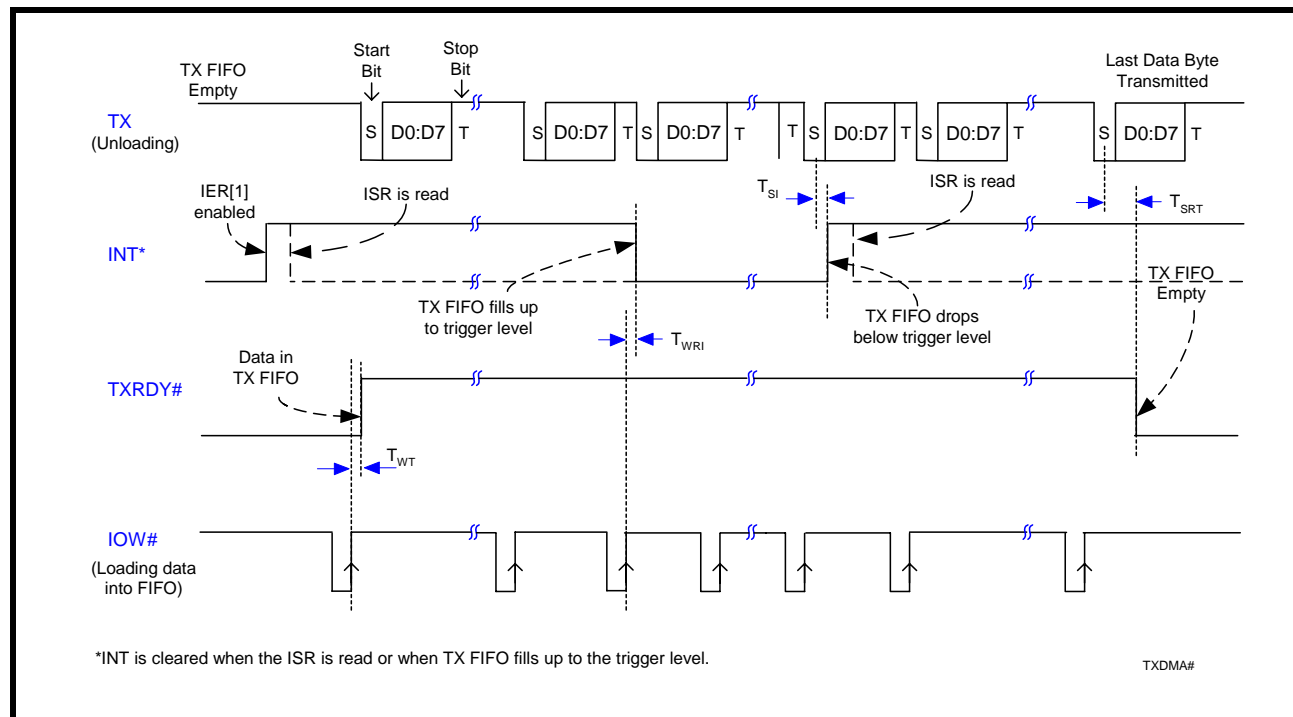 Start
Bit
Stop
Bit
TX FIFO
Empty
Last Data Byte
Transmitted
TX
(Unloading)
S D0:D7 T S D0:D7 T S D0:D7 T T S D0:D7 T S D0:D7 T S D0:D7 T
IER[1]
enabled
ISR is read
TSI
ISR is read
TSRT
INT*
TX FIFO fills up
to trigger level
TX FIFO drops
below trigger level
TX FIFO
Empty
TWRI
Data in
TX FIFO
TXRDY#
TWT
IOW#
(Loading data
into FIFO)
*INT is cleared when the ISR is read or when TX FIFO fills up to the trigger level.
TXDMA#